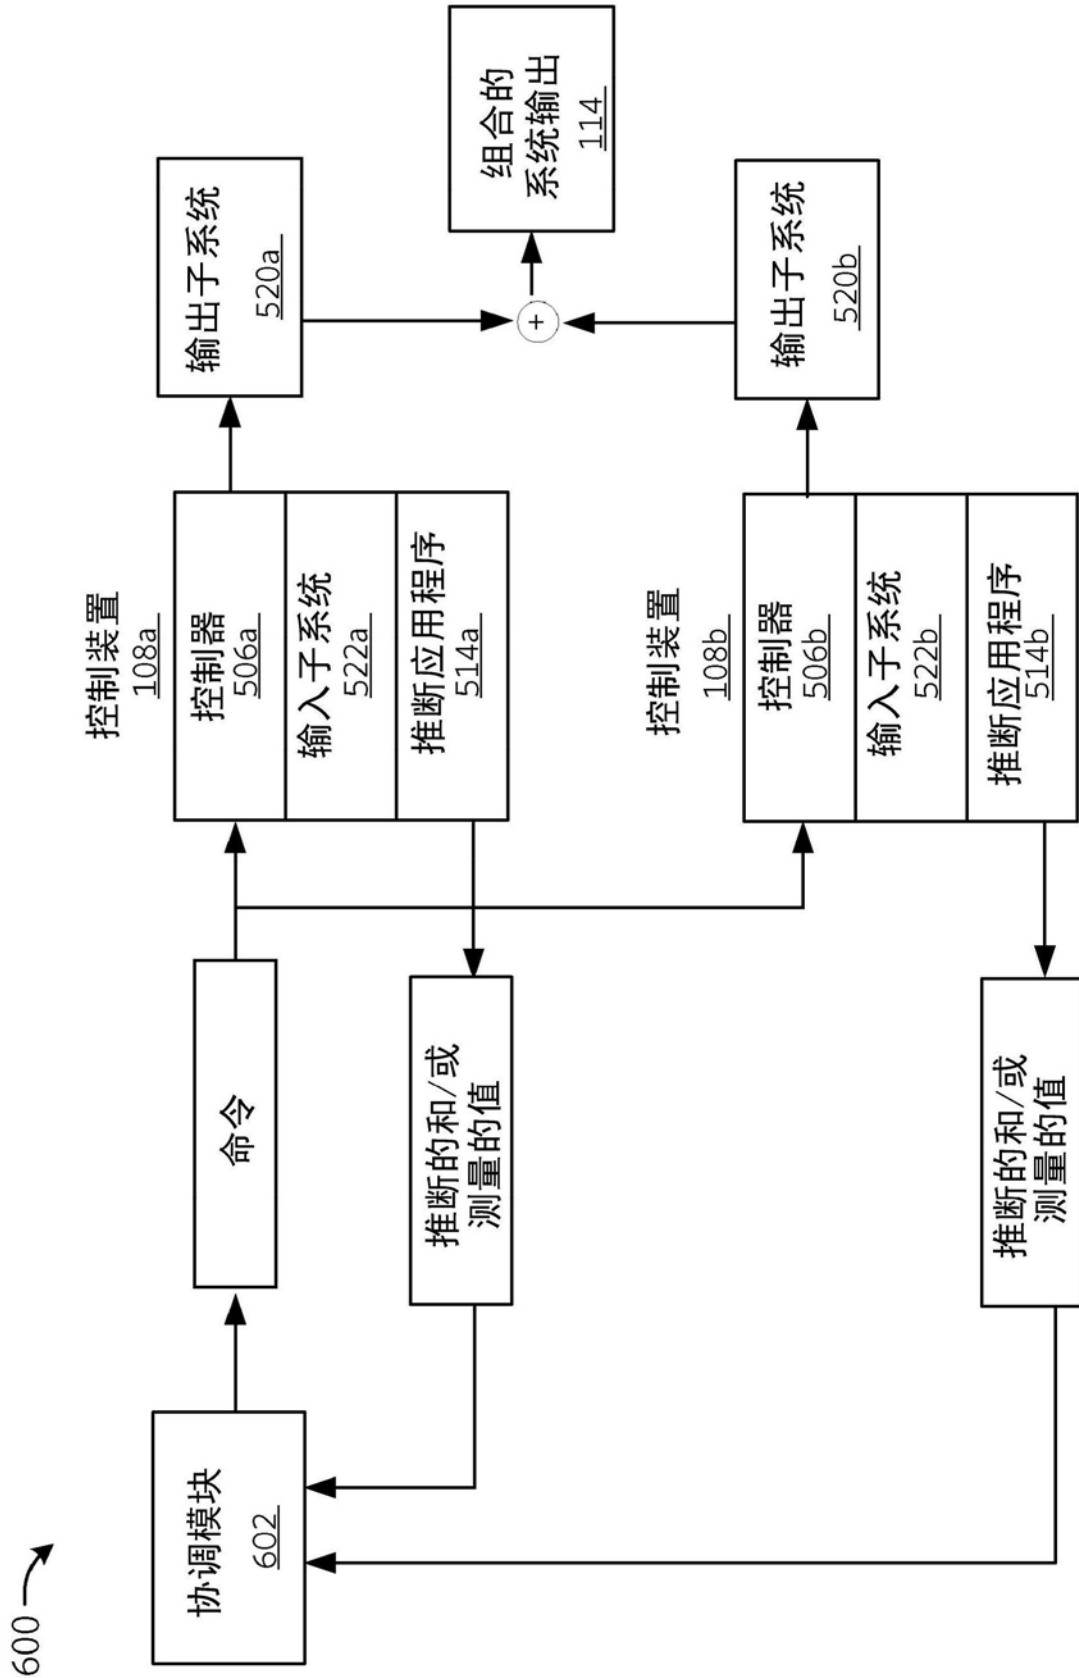 600
协调模块
602
命令
推断的和/或
测量的值
控制装置
108a
控制器
506a
输入子系统
522a
推断应用程序
514a
输出子系统
520a
+
组合的
系统输出
114
推断的和/或
测量的值
控制装置
108b
控制器
506b
输入子系统
522b
推断应用程序
514b
输出子系统
520b